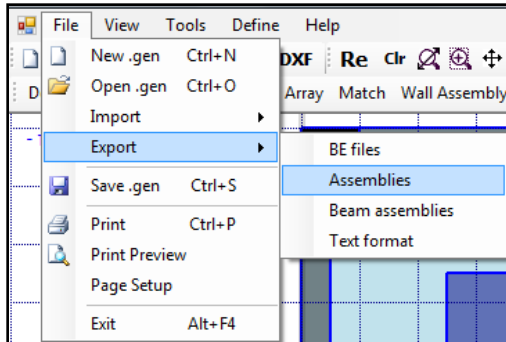 File View Tools Define Help
New .gen Ctrl+N DXF Re Clr
Open .gen Ctrl+O Array Match Wall Assembly
Import
Export BE files
Assemblies
Save .gen Ctrl+S Beam assemblies
Print Ctrl+P Text format
Print Preview
Page Setup
Exit Alt+F4